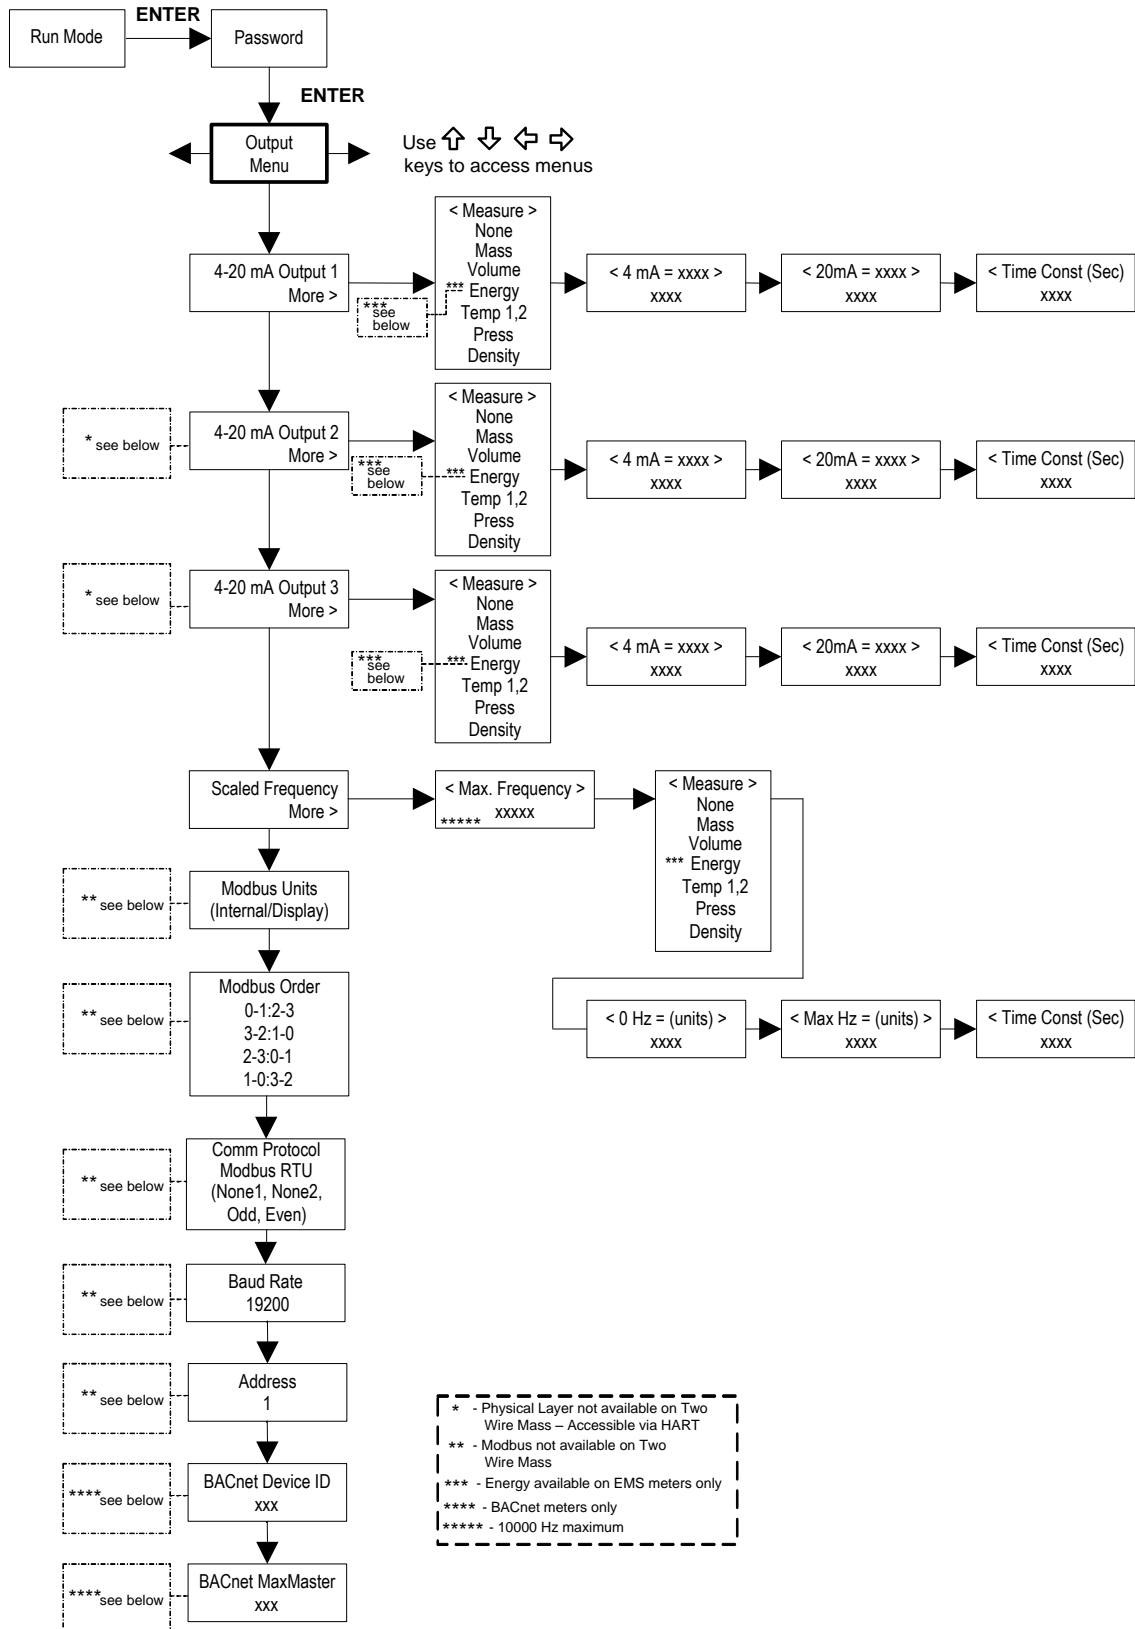 ENTER
Run Mode
Password
ENTER
Output
Menu
Use
keys to access menus
4-20 mA Output 1
More >
***
see
below
< Measure >
None
Mass
Volume
*** Energy
Temp 1,2
Press
Density
< 4 mA = xxxx >
xxxx
< 20mA = xxxx >
xxxx
< Time Const (Sec)
xxxx
* see below
4-20 mA Output 2
More >
***
see
below
< Measure >
None
Mass
Volume
*** Energy
Temp 1,2
Press
Density
< 4 mA = xxxx >
xxxx
< 20mA = xxxx >
xxxx
< Time Const (Sec)
xxxx
* see below
4-20 mA Output 3
More >
***
see
below
< Measure >
None
Mass
Volume
*** Energy
Temp 1,2
Press
Density
< 4 mA = xxxx >
xxxx
< 20mA = xxxx >
xxxx
< Time Const (Sec)
xxxx
Scaled Frequency
More >
< Max. Frequency >
xxxxx
*****
< Measure >
None
Mass
Volume
*** Energy
Temp 1,2
Press
Density
< 0 Hz = (units) >
xxxx
< Max Hz = (units) >
xxxx
< Time Const (Sec)
xxxx
** see below
Modbus Units
(Internal/Display)
** see below
Modbus Order
0-1:2-3
3-2:1-0
2-3:0-1
1-0:3-2
** see below
Comm Protocol
Modbus RTU
(None1, None2,
Odd, Even)
** see below
Baud Rate
19200
** see below
Address
1
****see below
BACnet Device ID
xxx
****see below
BACnet MaxMaster
xxx
* - Physical Layer not available on Two
Wire Mass – Accessible via HART
** - Modbus not available on Two
Wire Mass
*** - Energy available on EMS meters only
**** - BACnet meters only
***** - 10000 Hz maximum